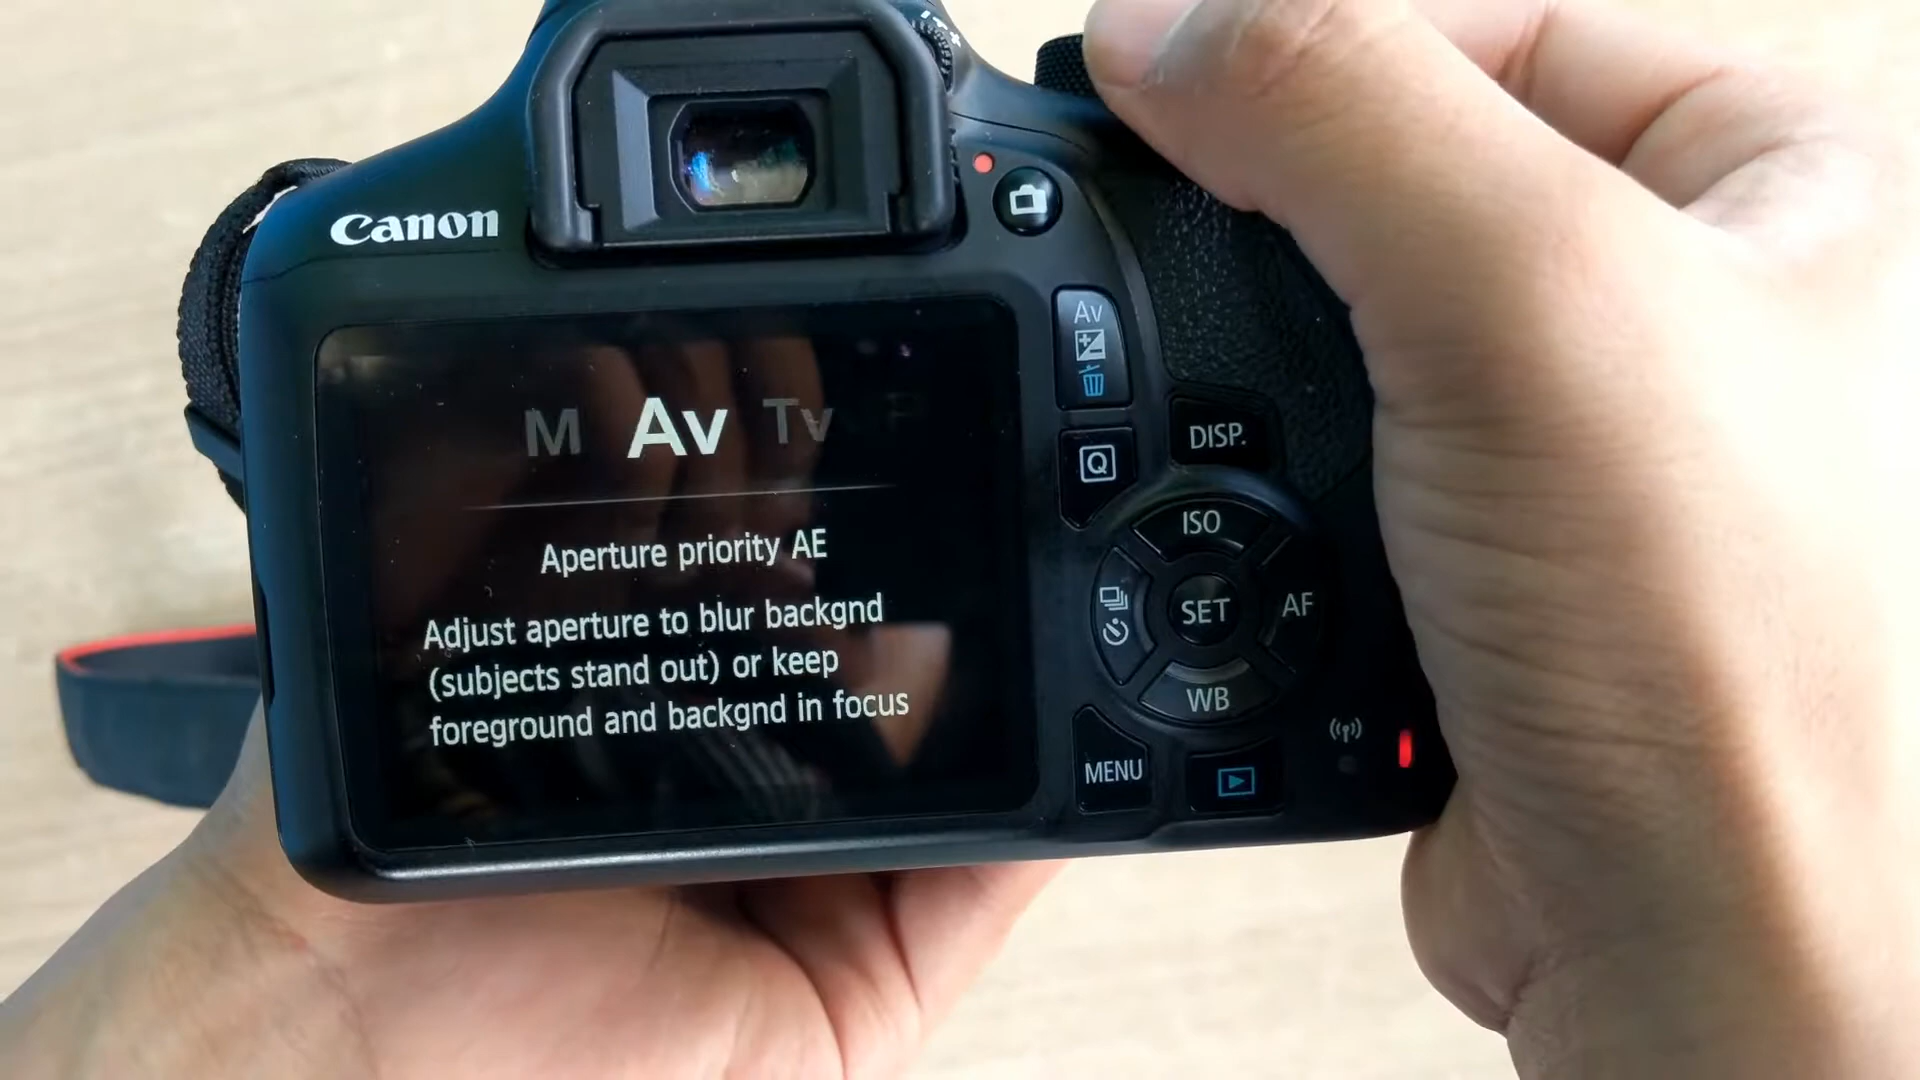 Canon
M Av Tv P
Aperture priority AE
Adjust aperture to blur backgnd
(subjects stand out) or keep
foreground and backgnd in focus
Av
Q
DISP.
ISO
SET
AF
WB
MENU